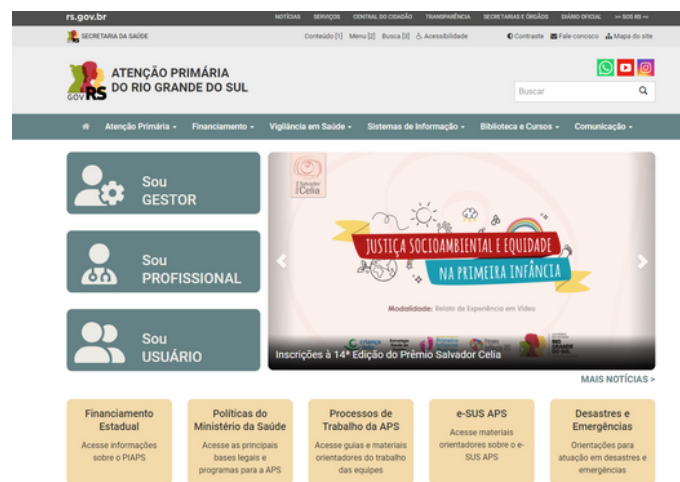 rs.gov.br NOTÍCIAS SERVIÇOS CENTRAL DO CIDADÃO TRANSPARÊNCIA SECRETARIAS E ÓRGÃOS DIÁRIO OFICIAL >> SOS RS <<
SECRETARIA DA SAÚDE Conteúdo [1] Menu [2] Busca [3] Acessibilidade Contraste Fale conosco Mapa do site
GOV RS
ATENÇÃO PRIMÁRIA
DO RIO GRANDE DO SUL
Buscar
Atenção Primária Financiamento Vigilância em Saúde Sistemas de Informação Biblioteca e Cursos Comunicação
Sou
GESTOR
Sou
PROFISSIONAL
Sou
USUÁRIO
Salvador
Celia
JUSTIÇA SOCIOAMBIENTAL E EQUIDADE
NA PRIMEIRA INFÂNCIA
Modalidade: Relato de Experiência em Vídeo
Inscrições à 14ª Edição do Prêmio Salvador Celia
MAIS NOTÍCIAS >
Financiamento
Estadual
Acesse informações
sobre o PIAPS
Políticas do
Ministério da Saúde
Acesse as principais
bases legais e
programas para a APS
Processos de
Trabalho da APS
Acesse guias e materiais
orientadores do trabalho
das equipes
e-SUS APS
Acesse materiais
orientadores sobre o e-
SUS APS
Desastres e
Emergências
Orientações para
atuação em desastres e
emergências